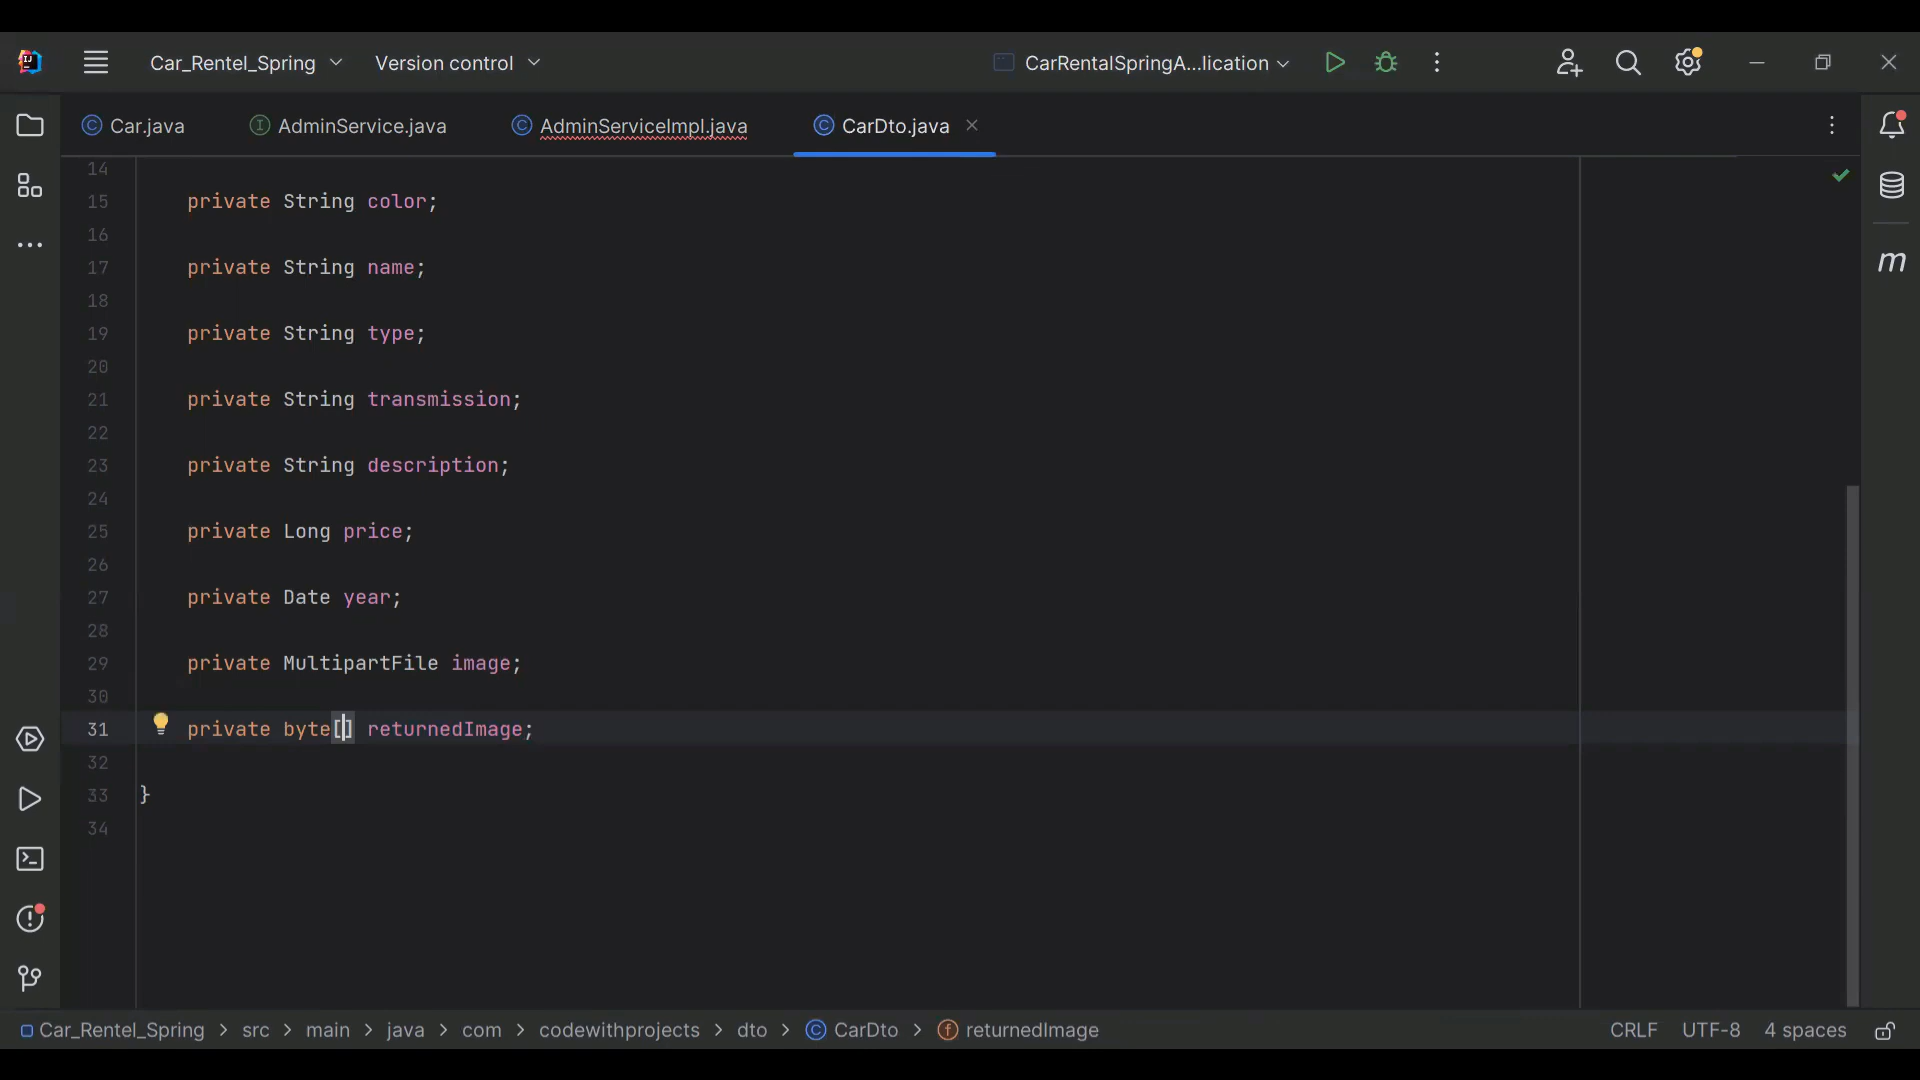 Car_Rentel_Spring
Version control
CarRentalSpringA...lication
Car.java
AdminService.java
AdminServiceImpl.java
CarDto.java
14
15 private String color;
16
17 private String name;
18
19 private String type;
20
21 private String transmission;
22
23 private String description;
24
25 private Long price;
26
27 private Date year;
28
29 private MultipartFile image;
30
31 private byte[] returnedImage;
32
33 }
34
Car_Rentel_Spring > src > main > java > com > codewithprojects > dto > CarDto > returnedImage
CRLF UTF-8 4 spaces